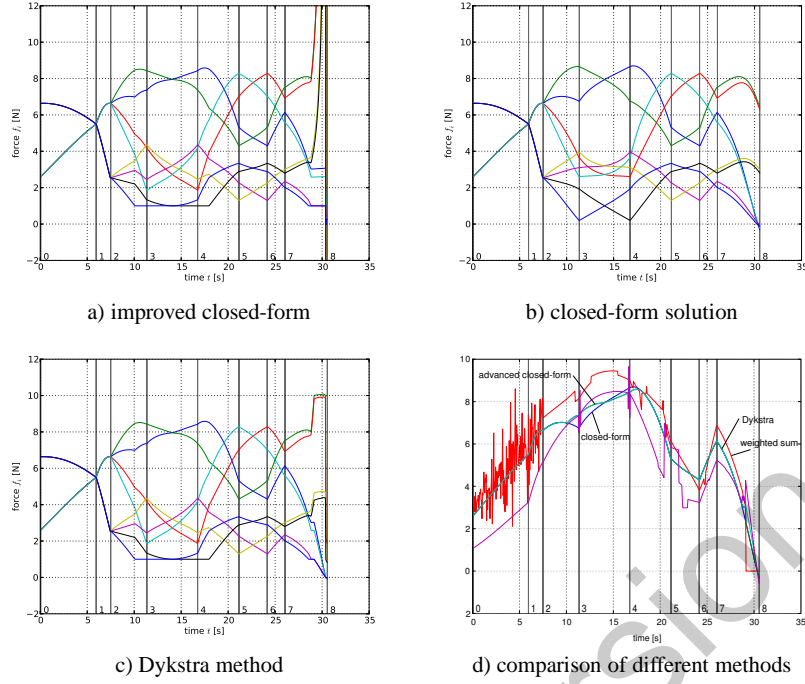 12
10
8
6
4
2
0
−2
force fᵢ [N]
0 1 2 3 4 5 6 7 8
0 5 10 15 20 25 30 35
time t [s]
a) improved closed-form
12
10
8
6
4
2
0
−2
force fᵢ [N]
0 1 2 3 4 5 6 7 8
0 5 10 15 20 25 30 35
time t [s]
b) closed-form solution
12
10
8
6
4
2
0
−2
force fᵢ [N]
0 1 2 3 4 5 6 7 8
0 5 10 15 20 25 30 35
time t [s]
c) Dykstra method
10
8
6
4
2
0
2
advanced closed-form
closed-form
Dykstra
weighted sum
0 1 2 3 4 5 6 7 8
0 5 10 15 20 25 30 35
time [s]
d) comparison of different methods